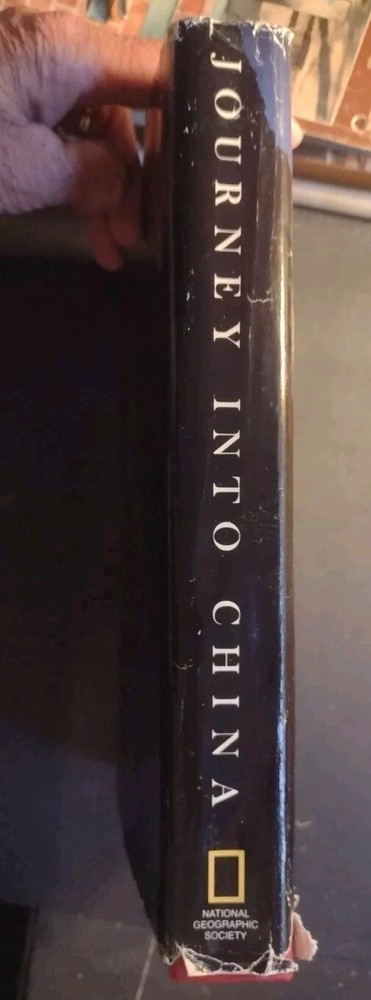 JOURNEY INTO CHINA
NATIONAL
GEOGRAPHIC
SOCIETY